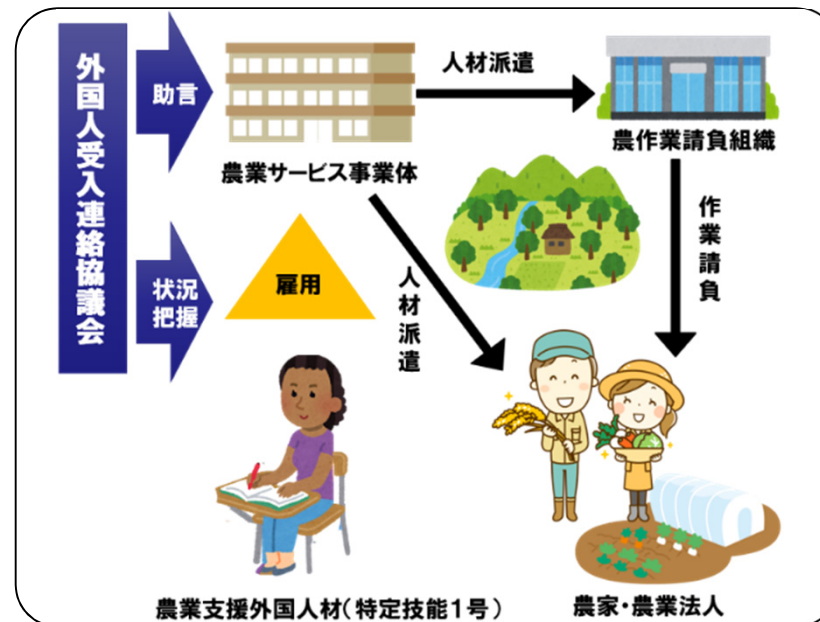 外国人受入連絡協議会
助言
人材派遣
農業サービス事業体
農作業請負組織
作業請負
状況
把握
雇用
人材派遣
農業支援外国人材（特定技能１号）
農家・農業法人